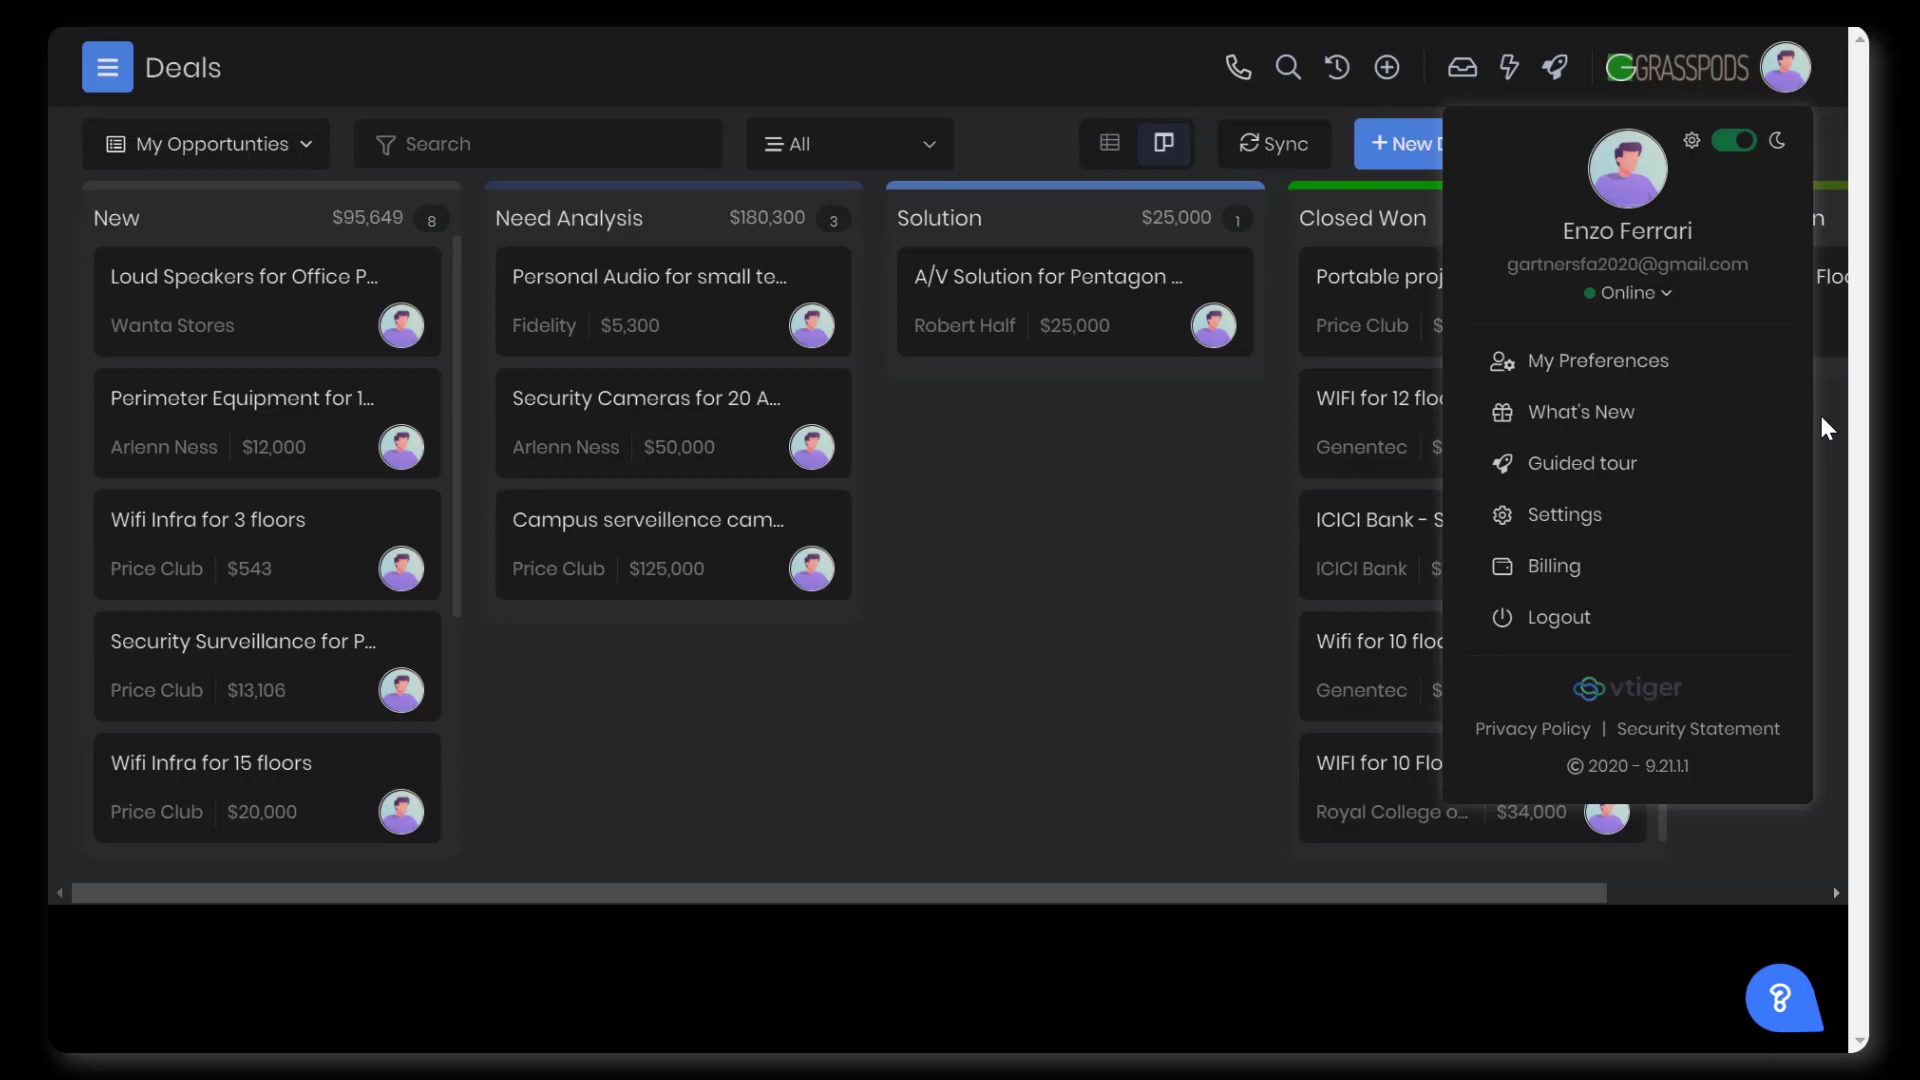 Deals
GRASSPODS
My Opportunties
Search
All
Sync
+ New D
New $95,649 8
Loud Speakers for Office P...
Wanta Stores
Perimeter Equipment for 1...
Arlenn Ness $12,000
Wifi Infra for 3 floors
Price Club $543
Security Surveillance for P...
Price Club $13,106
Wifi Infra for 15 floors
Price Club $20,000
Need Analysis $180,300 3
Personal Audio for small te...
Fidelity $5,300
Security Cameras for 20 A...
Arlenn Ness $50,000
Campus serveillence cam...
Price Club $125,000
Solution $25,000 1
A/V Solution for Pentagon ...
Robert Half $25,000
Closed Won
Portable proj
Price Club $
WIFI for 12 floo
Genentec $
ICICI Bank - S
ICICI Bank $
Wifi for 10 floo
Genentec $
WIFI for 10 Flo
Royal College o... $34,000
n
Floo
Enzo Ferrari
gartnersfa2020@gmail.com
Online
My Preferences
What's New
Guided tour
Settings
Billing
Logout
vtiger
Privacy Policy | Security Statement
© 2020 - 9.21.1.1
?